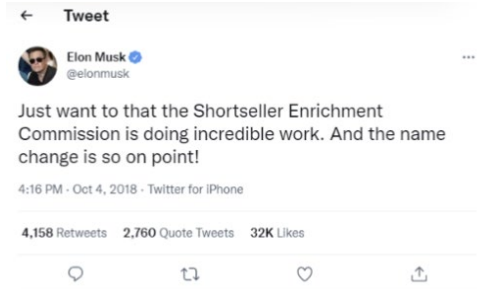 Tweet
Elon Musk
@elonmusk
Just want to that the Shortseller Enrichment
Commission is doing incredible work. And the name
change is so on point!
4:16 PM · Oct 4, 2018 · Twitter for iPhone
4,158 Retweets 2,760 Quote Tweets 32K Likes